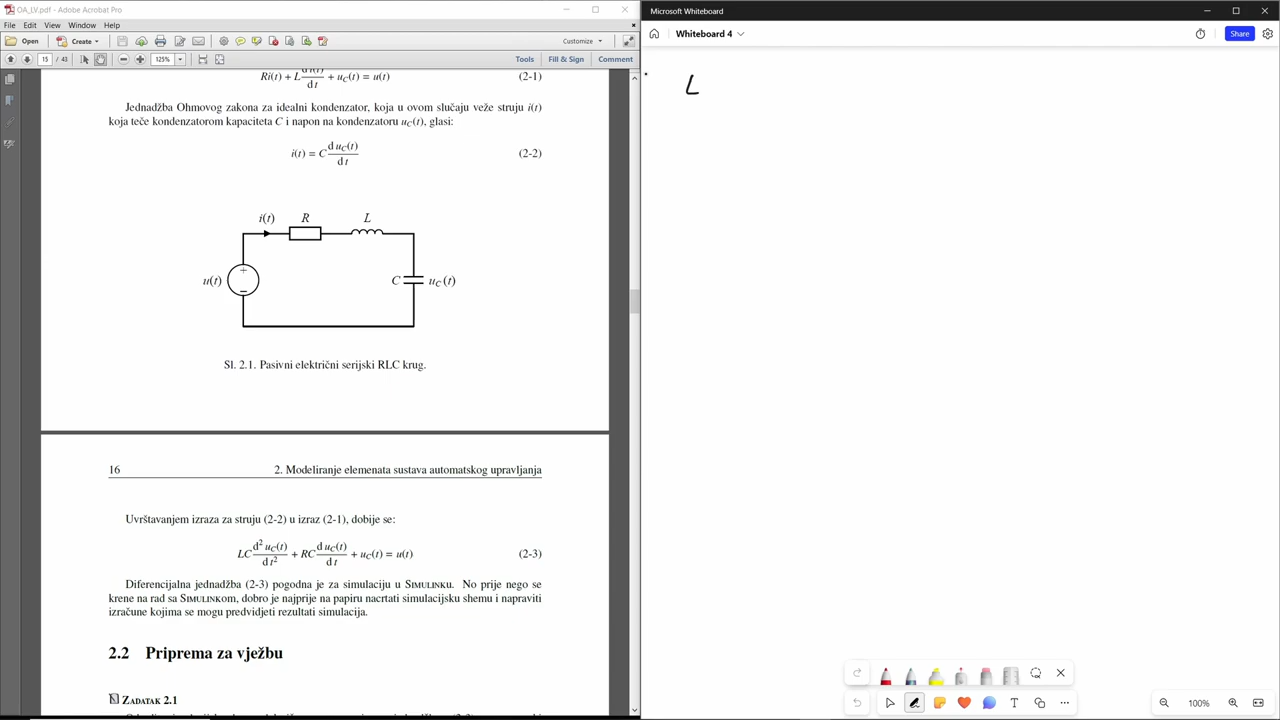 OA_LV.pdf - Adobe Acrobat Pro
File Edit View Window Help
Open Create Customize
15 / 43 125% Tools Fill & Sign Comment
Ri(t) + L d i(t)/dt + u_C(t) = u(t) (2-1)
Jednadžba Ohmovog zakona za idealni kondenzator, koja u ovom slučaju veže struju i(t)
koja teče kondenzatorom kapaciteta C i napon na kondenzatoru u_C(t), glasi:
i(t) = C d u_C(t)/d t (2-2)
i(t) R L
u(t) + − C u_C(t)
Sl. 2.1. Pasivni električni serijski RLC krug.
16 2. Modeliranje elemenata sustava automatskog upravljanja
Uvrštavanjem izraza za struju (2-2) u izraz (2-1), dobije se:
LC d² u_C(t)/d t² + RC d u_C(t)/d t + u_C(t) = u(t) (2-3)
Diferencijalna jednadžba (2-3) pogodna je za simulaciju u SIMULINKU. No prije nego se
krene na rad sa SIMULINKOM, dobro je najprije na papiru nacrtati simulacijsku shemu i napraviti
izračune kojima se mogu predvidjeti rezultati simulacija.
2.2 Priprema za vježbu
ZADATAK 2.1
Microsoft Whiteboard
Whiteboard 4 Share
L
100%